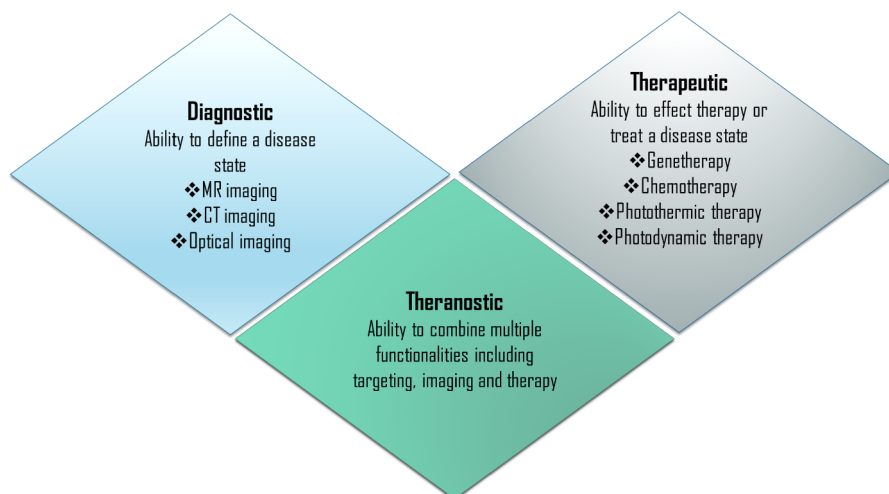 Diagnostic
Ability to define a disease
state
❖MR imaging
❖CT imaging
❖Optical imaging
Therapeutic
Ability to effect therapy or
treat a disease state
❖Genetherapy
❖Chemotherapy
❖Photothermic therapy
❖Photodynamic therapy
Theranostic
Ability to combine multiple
functionalities including
targeting, imaging and therapy